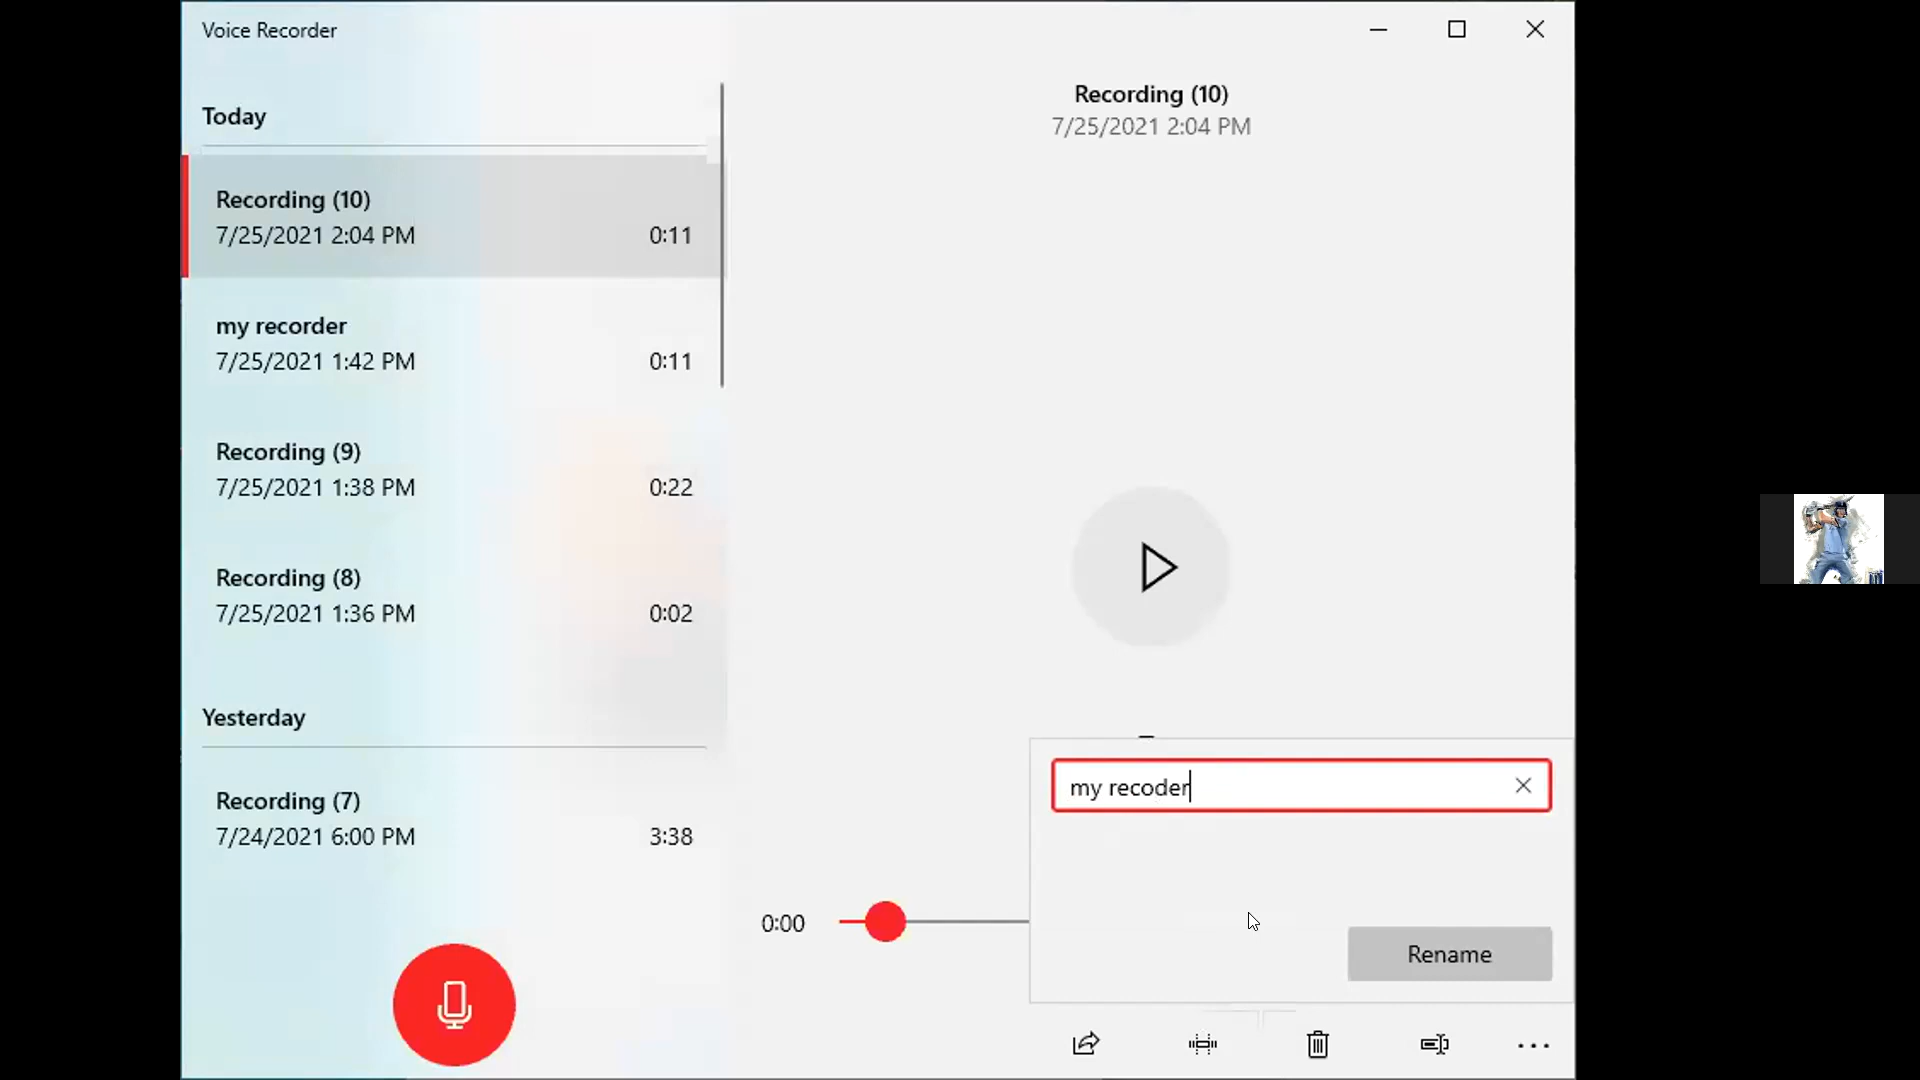 Voice Recorder
Today
Recording (10)
7/25/2021 2:04 PM
0:11
my recorder
7/25/2021 1:42 PM
0:11
Recording (9)
7/25/2021 1:38 PM
0:22
Recording (8)
7/25/2021 1:36 PM
0:02
Yesterday
Recording (7)
7/24/2021 6:00 PM
3:38
Recording (10)
7/25/2021 2:04 PM
my recoder
0:00
Rename